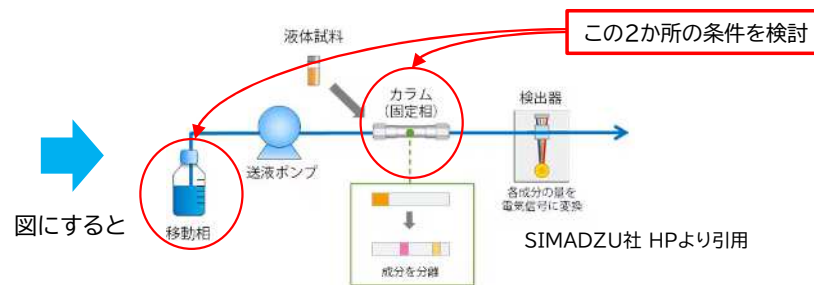 この2か所の条件を検討
液体試料
カラム
(固定相)
検出器
送液ポンプ
図にすると
移動相
各成分の量を
電気信号に変換
成分を分離
SIMADZU社 HPより引用